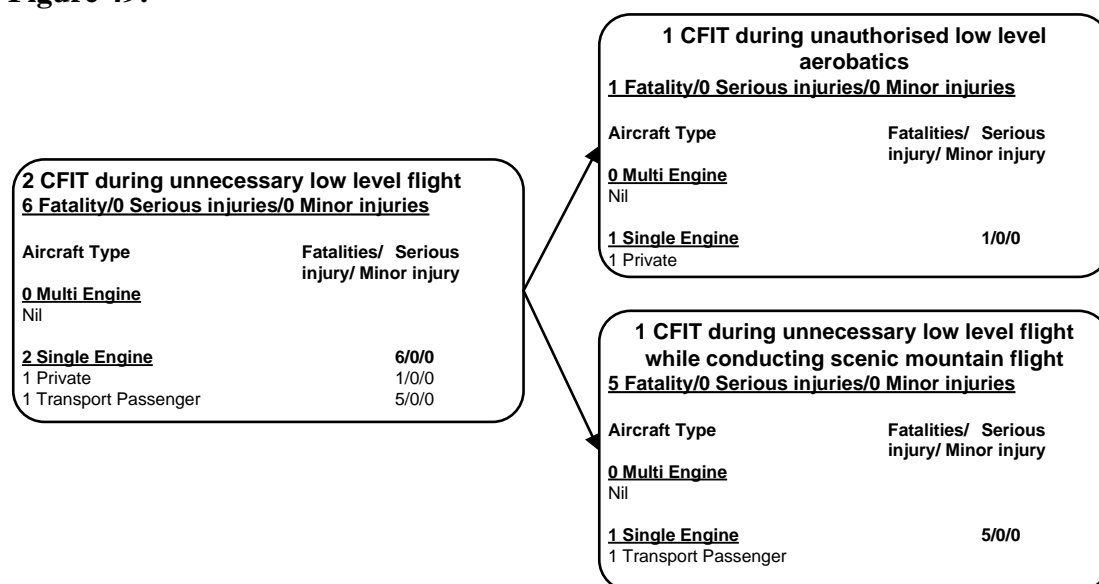 Figure 49:
1 CFIT during unauthorised low level
aerobatics
1 Fatality/0 Serious injuries/0 Minor injuries
Aircraft Type Fatalities/ Serious
injury/ Minor injury
0 Multi Engine
Nil
1 Single Engine 1/0/0
1 Private
2 CFIT during unnecessary low level flight
6 Fatality/0 Serious injuries/0 Minor injuries
Aircraft Type Fatalities/ Serious
injury/ Minor injury
0 Multi Engine
Nil
2 Single Engine 6/0/0
1 Private 1/0/0
1 Transport Passenger 5/0/0
1 CFIT during unnecessary low level flight
while conducting scenic mountain flight
5 Fatality/0 Serious injuries/0 Minor injuries
Aircraft Type Fatalities/ Serious
injury/ Minor injury
0 Multi Engine
Nil
1 Single Engine 5/0/0
1 Transport Passenger